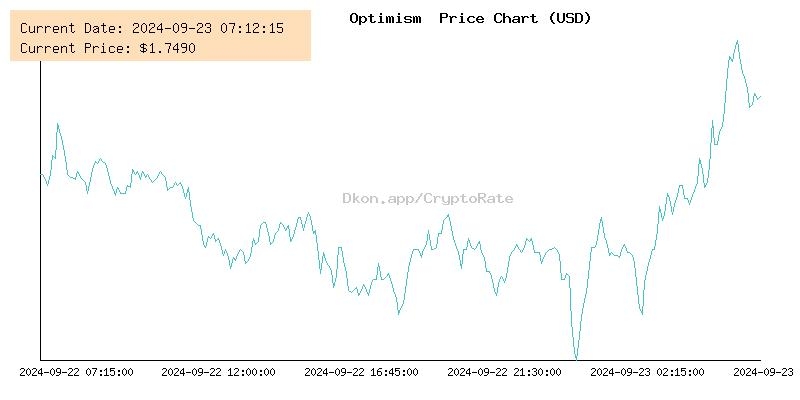 Optimism  Price Chart (USD)
Current Date: 2024-09-23 07:12:15
Current Price: $1.7490
Dkon.app/CryptoRate
2024-09-22 07:15:00 2024-09-22 12:00:00 2024-09-22 16:45:00 2024-09-22 21:30:00 2024-09-23 02:15:00 2024-09-23